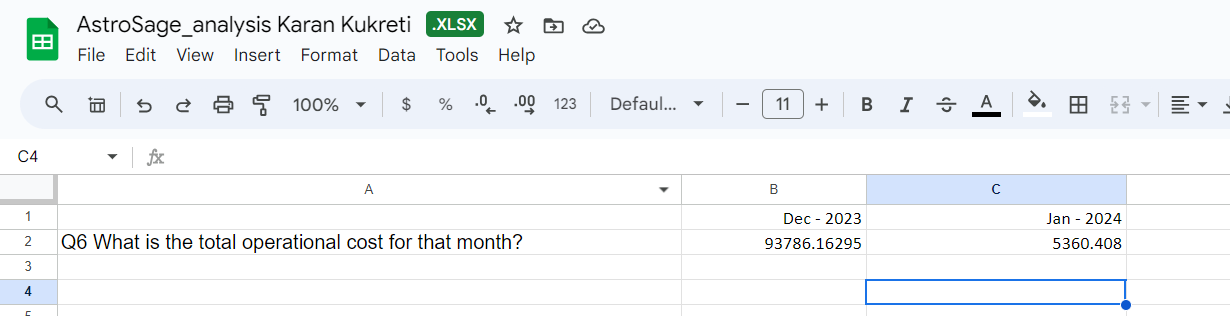 AstroSage_analysis Karan Kukreti .XLSX
File Edit View Insert Format Data Tools Help
100% $ % .0 .00 123 Defaul... − 11 + B I S A
C4 fx
A B C
1 Dec - 2023 Jan - 2024
2 Q6 What is the total operational cost for that month? 93786.16295 5360.408
3
4
5